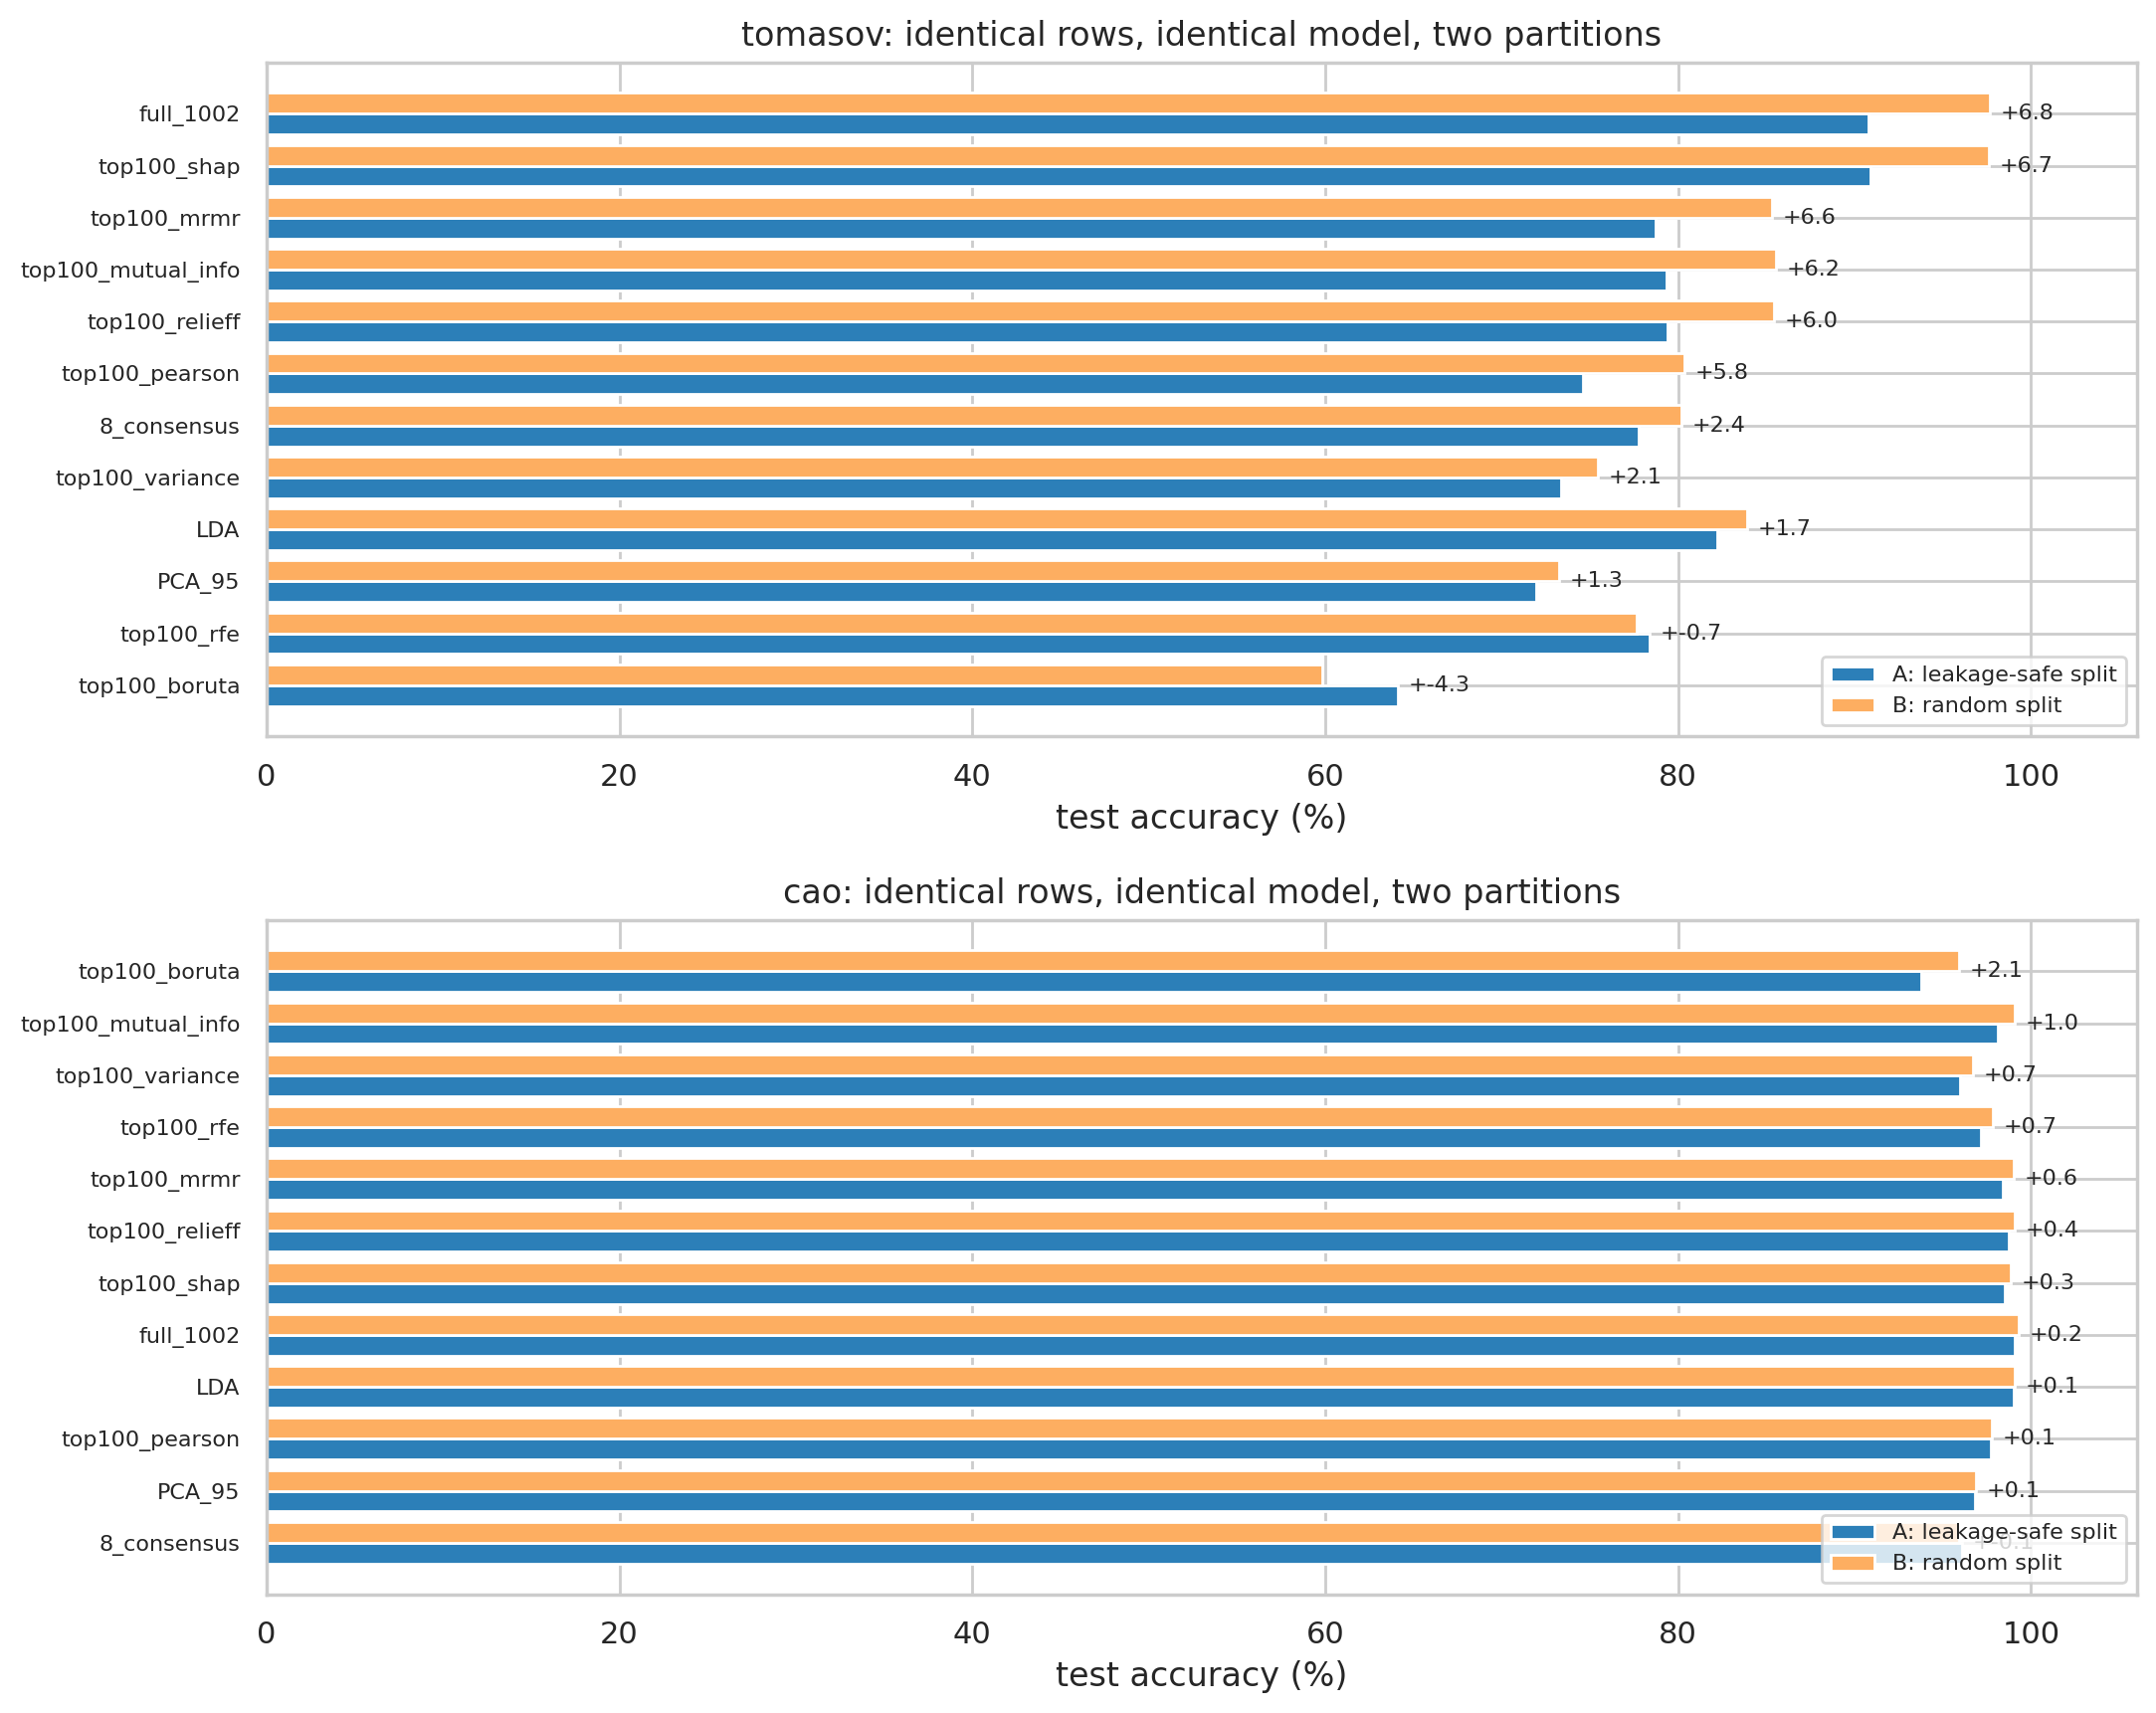 tomasov: identical rows, identical model, two partitions
full_1002
+6.8
top100_shap
+6.7
top100_mrmr
+6.6
top100_mutual_info
+6.2
top100_relieff
+6.0
top100_pearson
+5.8
8_consensus
+2.4
top100_variance
+2.1
LDA
+1.7
PCA_95
+1.3
top100_rfe
+-0.7
top100_boruta
+-4.3
A: leakage-safe split
B: random split
0 20 40 60 80 100
test accuracy (%)
cao: identical rows, identical model, two partitions
top100_boruta
+2.1
top100_mutual_info
+1.0
top100_variance
+0.7
top100_rfe
+0.7
top100_mrmr
+0.6
top100_relieff
+0.4
top100_shap
+0.3
full_1002
+0.2
LDA
+0.1
top100_pearson
+0.1
PCA_95
+0.1
8_consensus
+-0.1
A: leakage-safe split
B: random split
0 20 40 60 80 100
test accuracy (%)